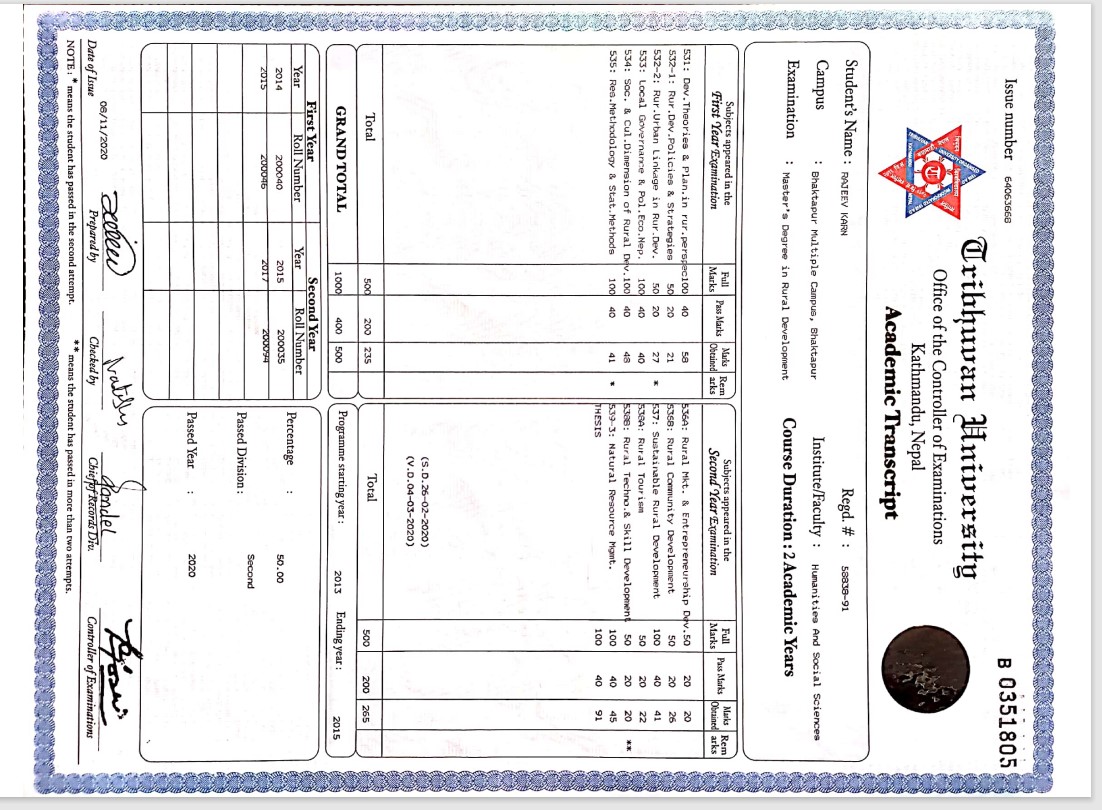 Issue number 64063668
B 0351805
Tribhuvan University
Office of the Controller of Examinations
Kathmandu, Nepal
Academic Transcript
Student's Name : RAJEEV KARN
Regd. # : 58838-91
Campus : Bhaktapur Multiple Campus, Bhaktapur
Institute/Faculty : Humanities And Social Sciences
Examination : Master's Degree in Rural Development
Course Duration : 2 Academic Years
Subjects appeared in the First Year Examination Full Marks Pass Marks Marks Obtained Rem arks
531: Dev.Theories & Plan.in rur.perspec 100 40 58
532-1: Rur.Dev.Policies & Strategies 50 20 21
532-2: Rur.Urban Linkage in Rur.Dev. 50 20 27 *
533: Local Governance & Pol.Eco.Nep. 100 40 40
534: Soc. & Cul.Dimension of Rural Dev. 100 40 48
535: Res.Methodology & Stat.Methods 100 40 41 *
Total 500 200 235
GRAND TOTAL 1000 400 500
Subjects appeared in the Second Year Examination Full Marks Pass Marks Marks Obtained Rem arks
536A: Rural Mkt. & Entrepreneurship Dev. 50 20 20
536B: Rural Community Development 50 20 26
537: Sustainable Rural Development 100 40 41
538A: Rural Tourism 50 20 22
538B: Rural Techno.& Skill Development 50 20 20 **
539-3: Natural Resource Mgmt. 100 40 45
THESIS 100 40 91
(S.D.26-02-2020)
(V.D.04-03-2020)
Total 500 200 265
Programme starting year : 2013 Ending year : 2015
First Year Second Year
Year Roll Number Year Roll Number
2014 200040 2015 200035
2015 200046 2017 200094
Percentage : 50.00
Passed Division : Second
Passed Year : 2020
Date of Issue 06/11/2020
Prepared by
Checked by
Chief of Records Div.
Controller of Examinations
NOTE : * means the student has passed in the second attempt. ** means the student has passed in more than two attempts.